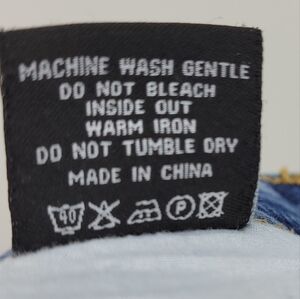 MACHINE WASH GENTLE
DO NOT BLEACH
INSIDE OUT
WARM IRON
DO NOT TUMBLE DRY
MADE IN CHINA
40 P